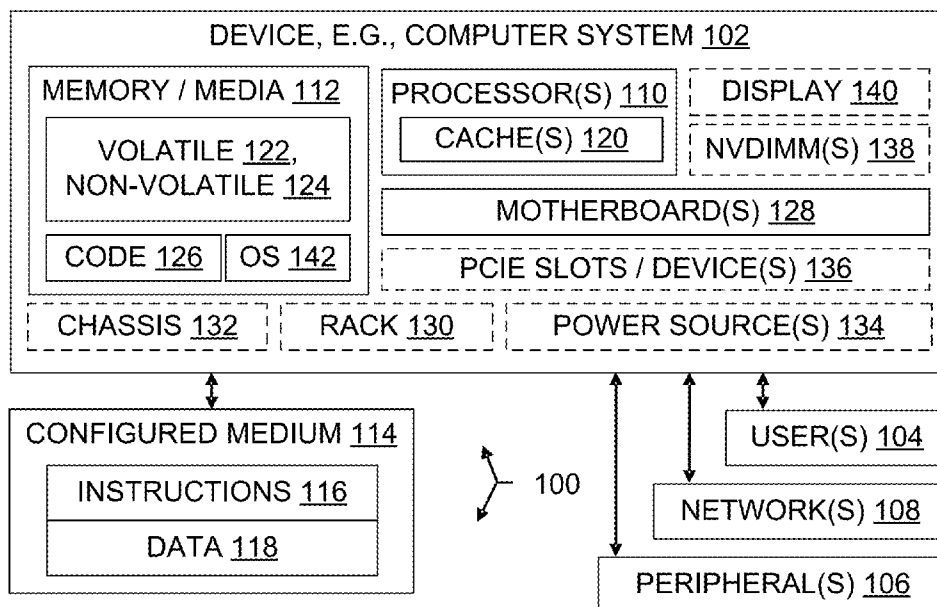 DEVICE, E.G., COMPUTER SYSTEM 102
MEMORY / MEDIA 112
VOLATILE 122,
NON-VOLATILE 124
CODE 126
OS 142
PROCESSOR(S) 110
CACHE(S) 120
DISPLAY 140
NVDIMM(S) 138
MOTHERBOARD(S) 128
PCIE SLOTS / DEVICE(S) 136
CHASSIS 132
RACK 130
POWER SOURCE(S) 134
CONFIGURED MEDIUM 114
INSTRUCTIONS 116
DATA 118
100
USER(S) 104
NETWORK(S) 108
PERIPHERAL(S) 106